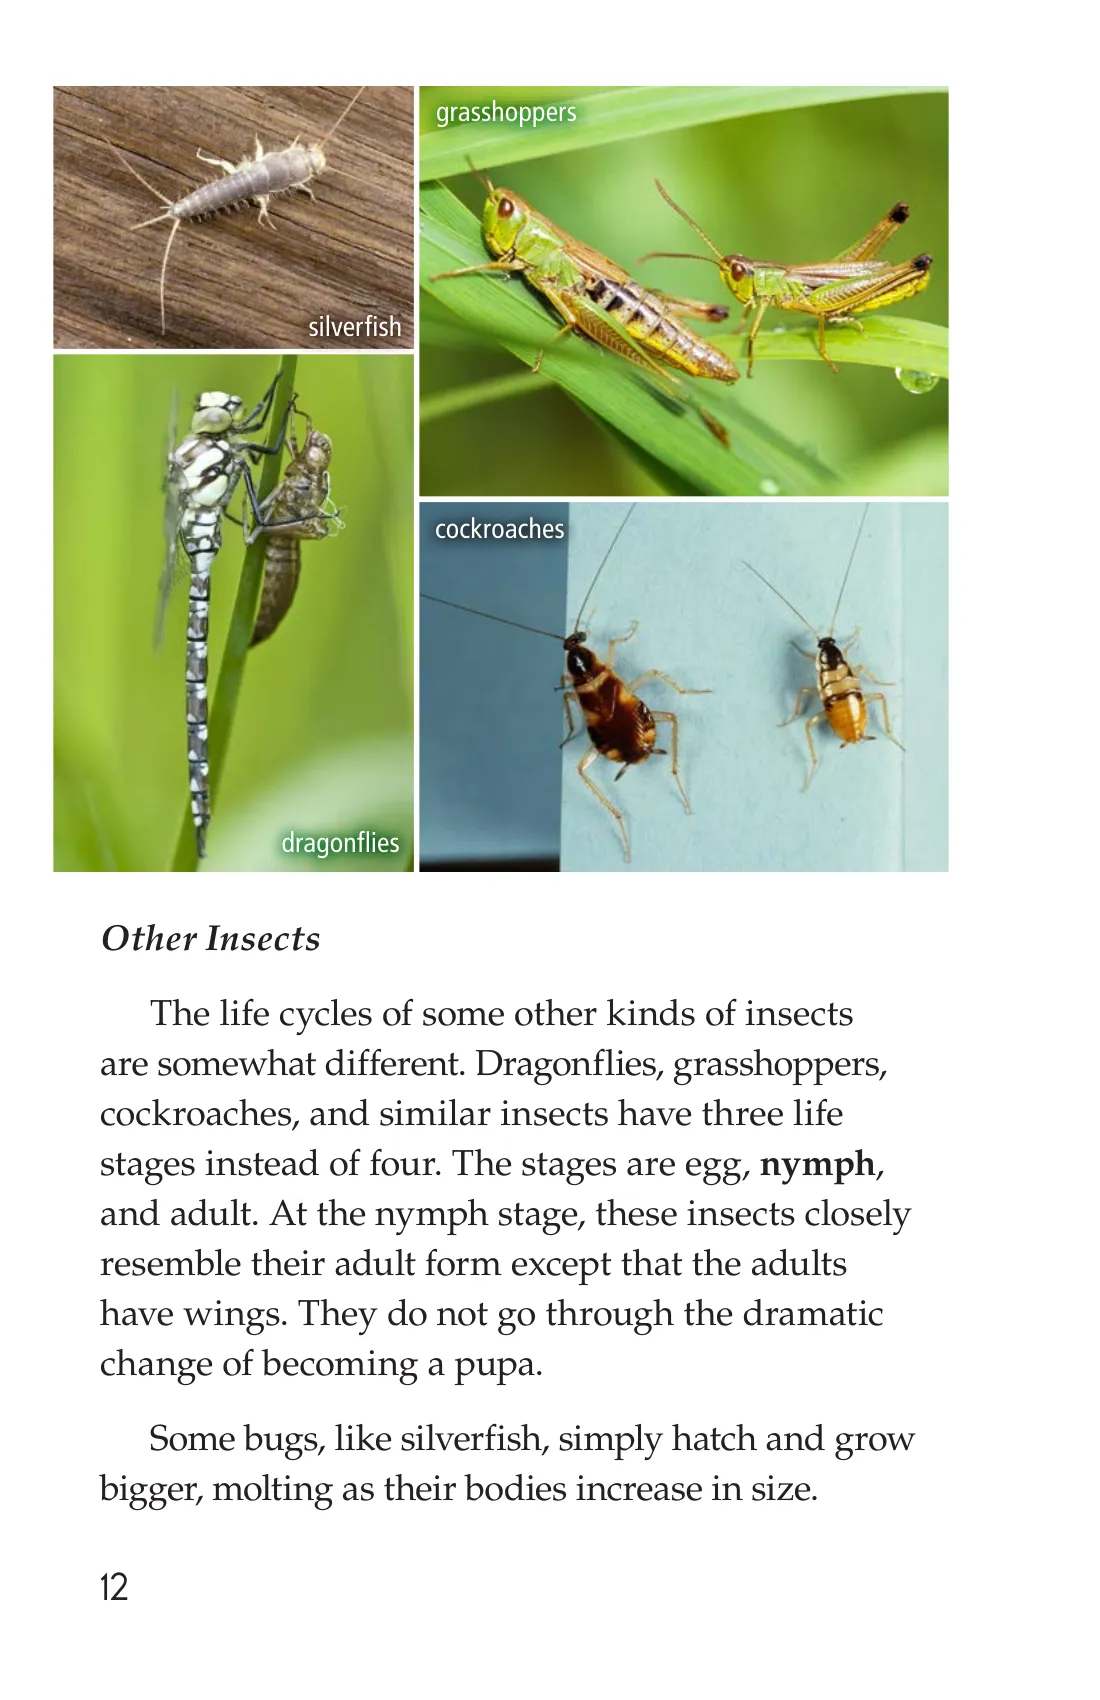 silverfish
grasshoppers
dragonflies
cockroaches
Other Insects
The life cycles of some other kinds of insects
are somewhat different. Dragonflies, grasshoppers,
cockroaches, and similar insects have three life
stages instead of four. The stages are egg, nymph,
and adult. At the nymph stage, these insects closely
resemble their adult form except that the adults
have wings. They do not go through the dramatic
change of becoming a pupa.
Some bugs, like silverfish, simply hatch and grow
bigger, molting as their bodies increase in size.
12